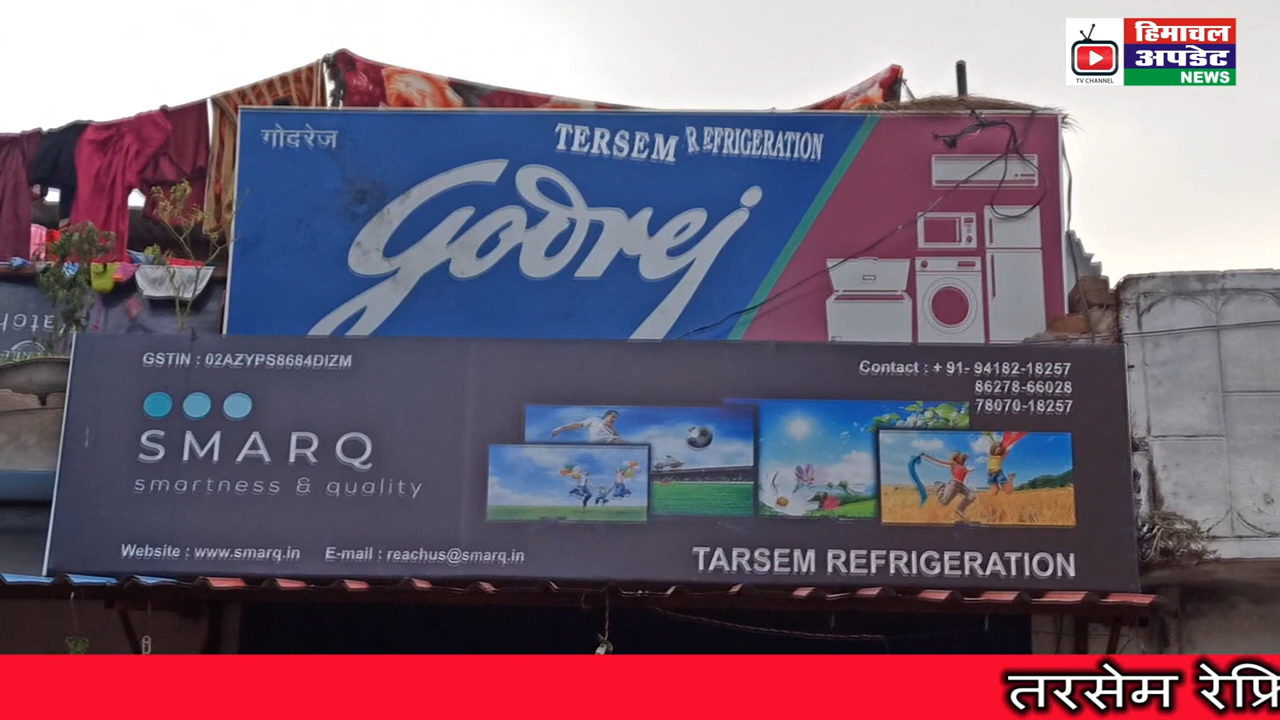 हिमाचल
अपडेट
NEWS
TV CHANNEL
गोदरेज
TERSEM REFRIGERATION
Godrej
GSTIN : 02AZYPS8684DIZM
Contact : + 91- 94182-18257
86278-66028
78070-18257
SMARQ
smartness & quality
Website : www.smarq.in E-mail : reachus@smarq.in
TARSEM REFRIGERATION
तरसेम रेफ्रि